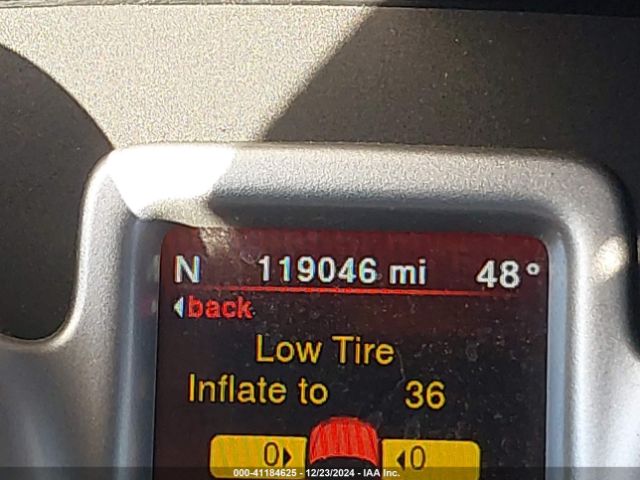 N 119046 mi 48°
back
Low Tire
Inflate to 36
0 0
000-41184625 - 12/23/2024 - IAA Inc.